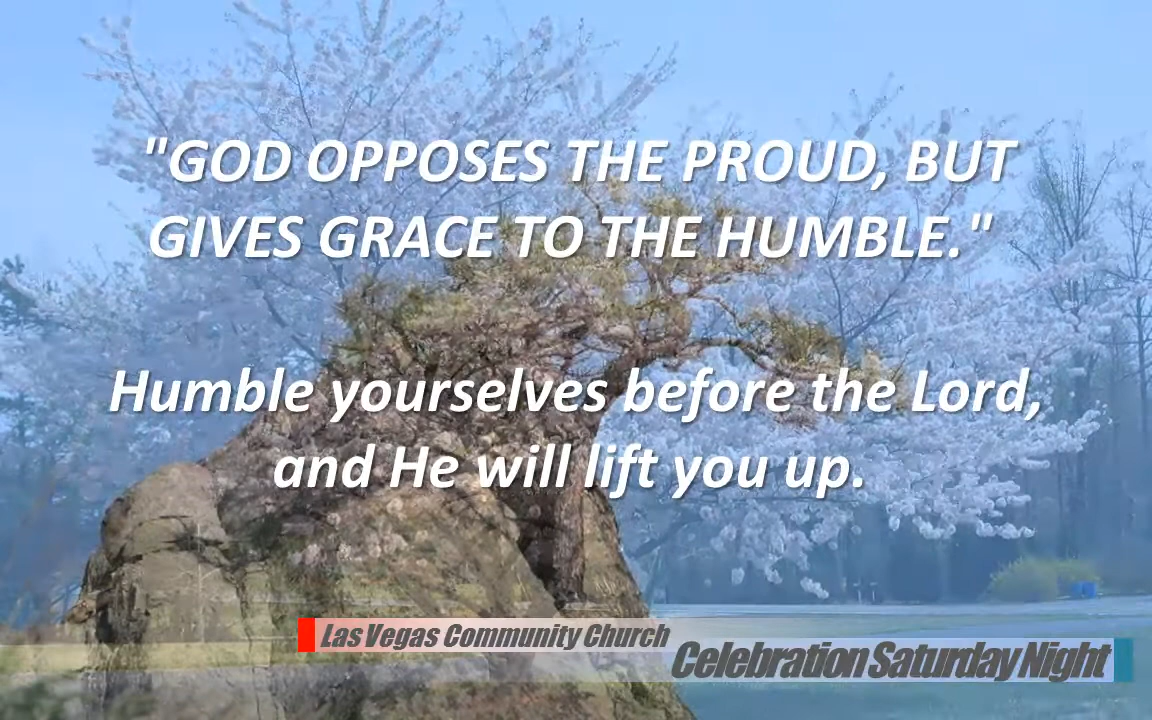 "GOD OPPOSES THE PROUD, BUT
GIVES GRACE TO THE HUMBLE."
Humble yourselves before the Lord,
and He will lift you up.
Las Vegas Community Church
Celebration Saturday Night